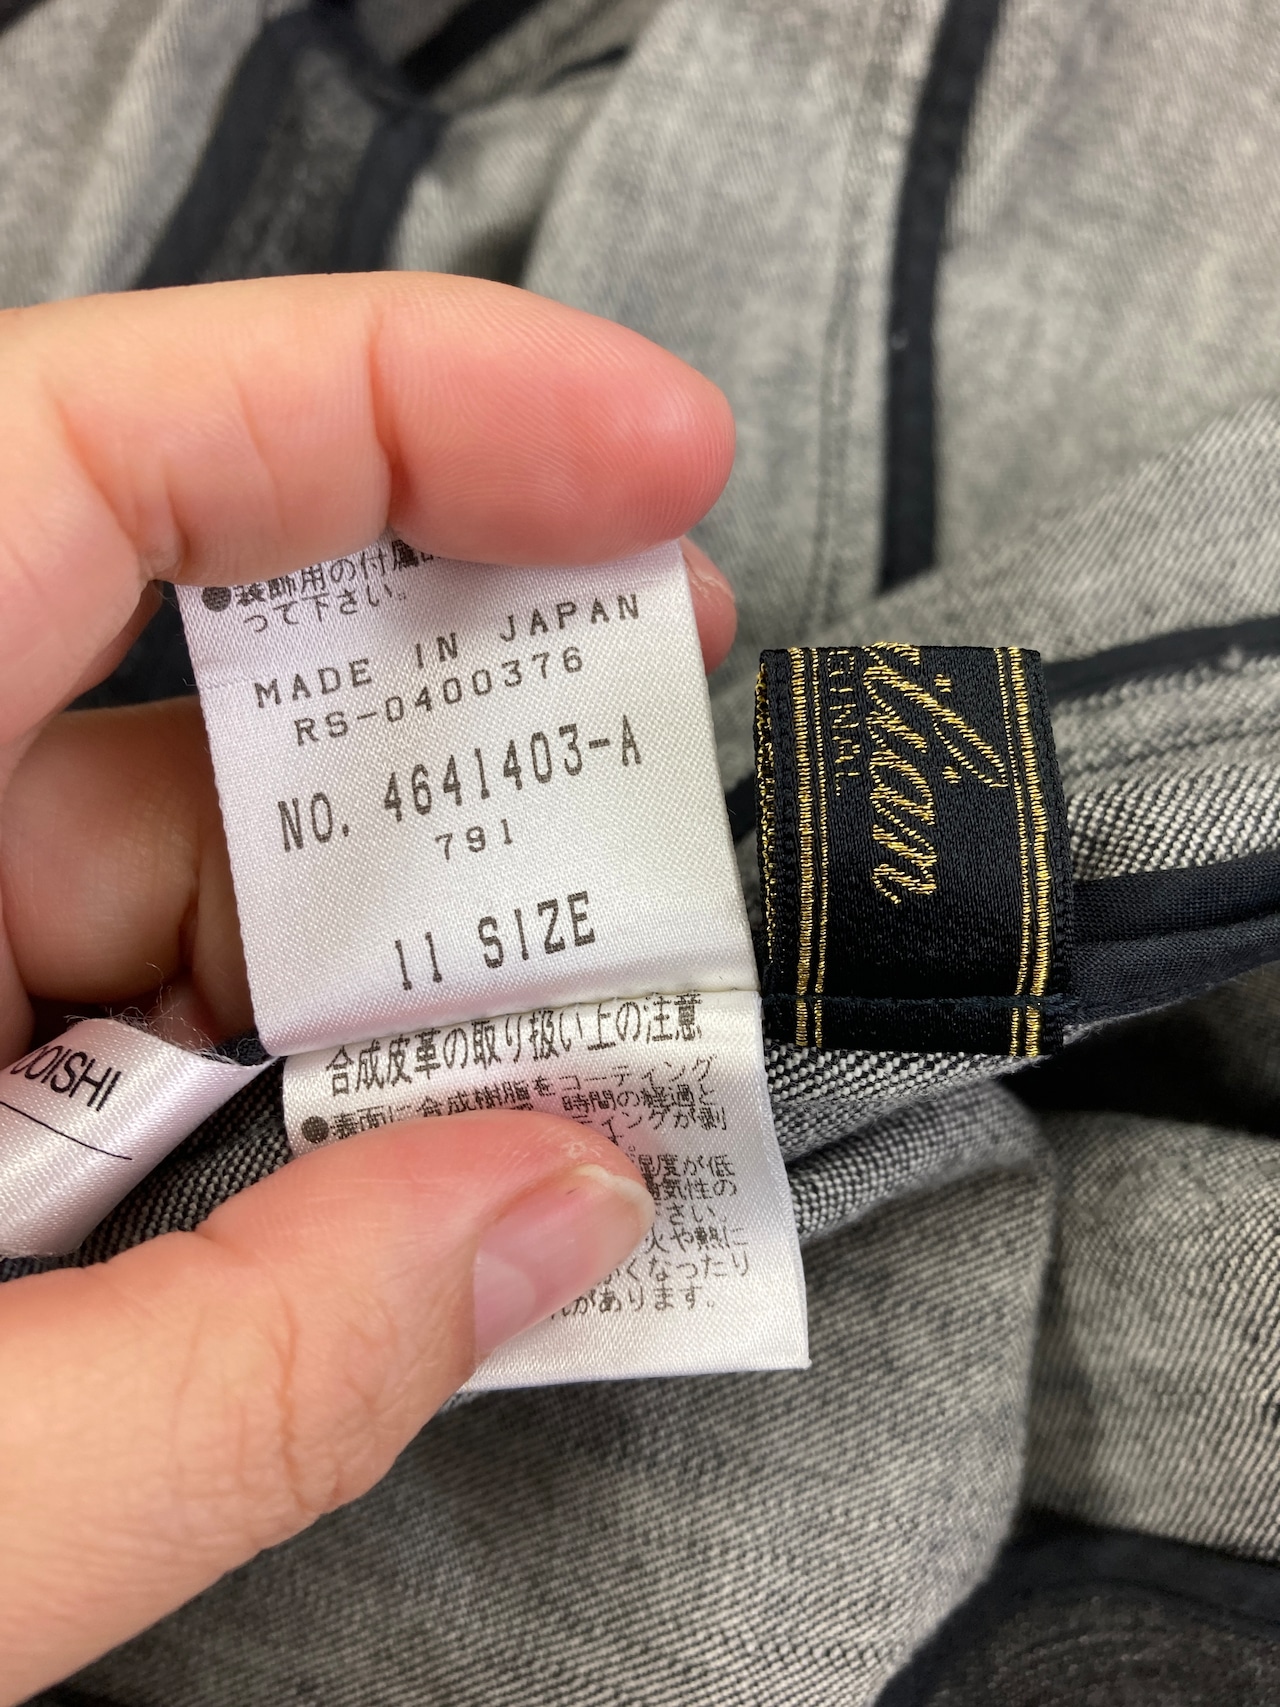 ●装飾用の付属
って下さい。
MADE IN JAPAN
RS-0400376
NO. 4641403-A
791
11 SIZE
合成皮革の取り扱い上の注意
●表面に合成樹脂をコーティング
時間の経過と
ティングが剥
湿度が低
電気性の
さい
火や熱に
かくなったり
があります。
OISHI